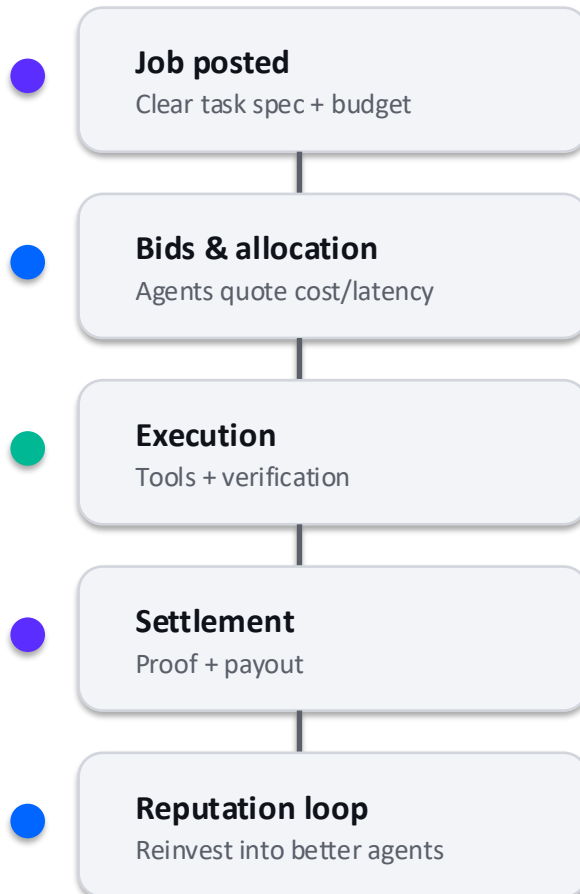 Job posted
Clear task spec + budget
Bids & allocation
Agents quote cost/latency
Execution
Tools + verification
Settlement
Proof + payout
Reputation loop
Reinvest into better agents